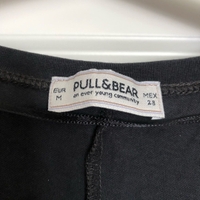 EUR PULL&BEAR MEX
M an ever young community 28